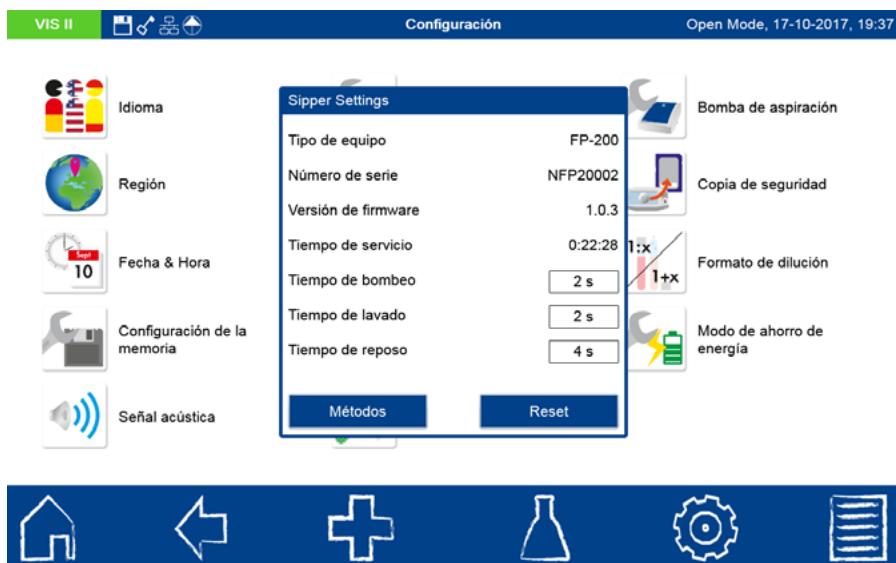 VIS II
Configuración
Open Mode, 17-10-2017, 19:37
Idioma
Región
Sept
10
Fecha & Hora
Configuración de la
memoria
Señal acústica
Sipper Settings
Tipo de equipo FP-200
Número de serie NFP20002
Versión de firmware 1.0.3
Tiempo de servicio 0:22:28
Tiempo de bombeo 2 s
Tiempo de lavado 2 s
Tiempo de reposo 4 s
Métodos Reset
Bomba de aspiración
Copia de seguridad
1:x
1+x
Formato de dilución
Modo de ahorro de
energía